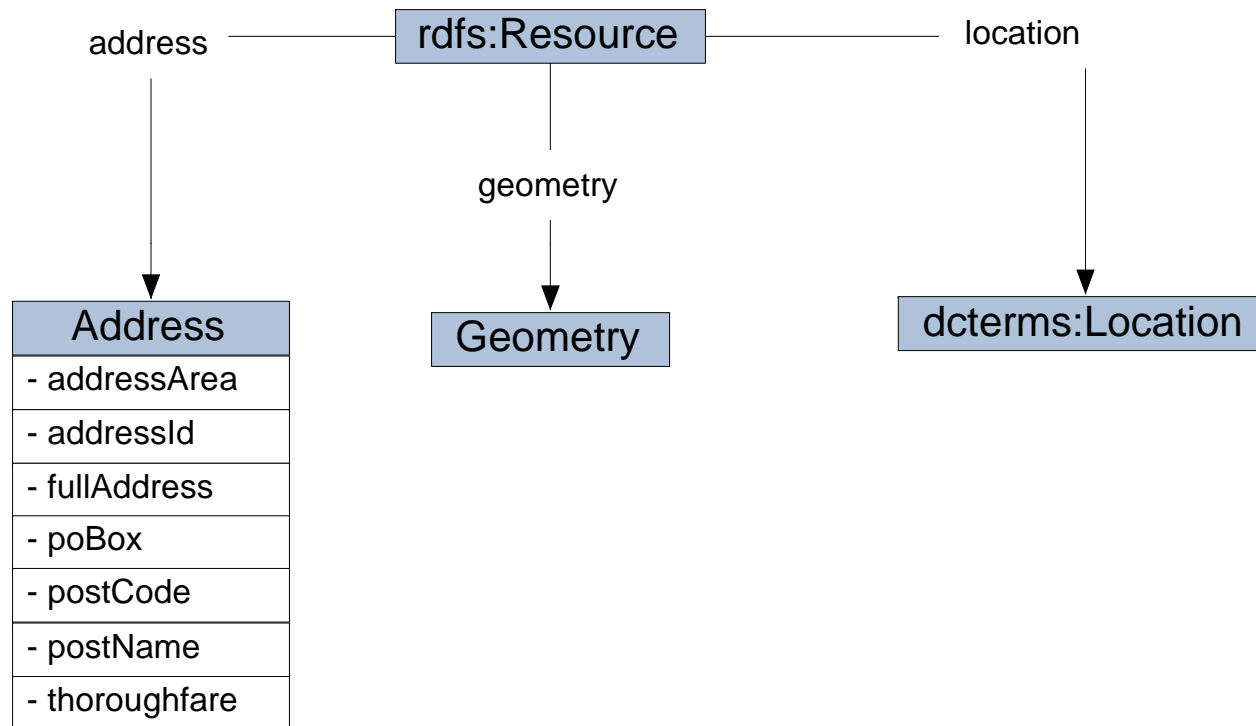 address
rdfs:Resource
location
geometry
Address
- addressArea
- addressId
- fullAddress
- poBox
- postCode
- postName
- thoroughfare
Geometry
dcterms:Location